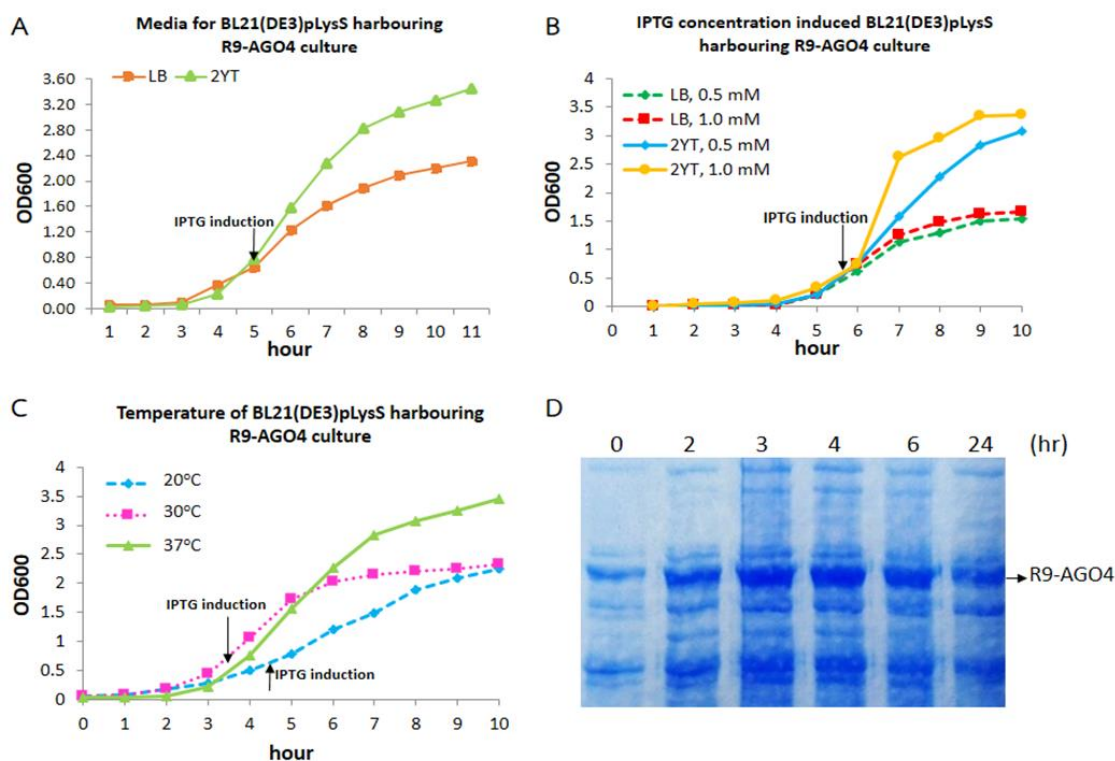 A
Media for BL21(DE3)pLysS harbouring
R9-AGO4 culture
LB 2YT
3.60
3.20
2.80
2.40
2.00
1.60
1.20
0.80
0.40
0.00
OD600
IPTG induction
1 2 3 4 5 6 7 8 9 10 11
hour
B
IPTG concentration induced BL21(DE3)pLysS
harbouring R9-AGO4 culture
4
3.5
3
2.5
2
1.5
1
0.5
0
OD600
LB, 0.5 mM
LB, 1.0 mM
2YT, 0.5 mM
2YT, 1.0 mM
IPTG induction
0 1 2 3 4 5 6 7 8 9 10
hour
C
Temperature of BL21(DE3)pLysS harbouring
R9-AGO4 culture
4
3.5
3
2.5
2
1.5
1
0.5
0
OD600
20°C
30°C
37°C
IPTG induction
IPTG induction
0 1 2 3 4 5 6 7 8 9 10
hour
D
0 2 3 4 6 24 (hr)
R9-AGO4